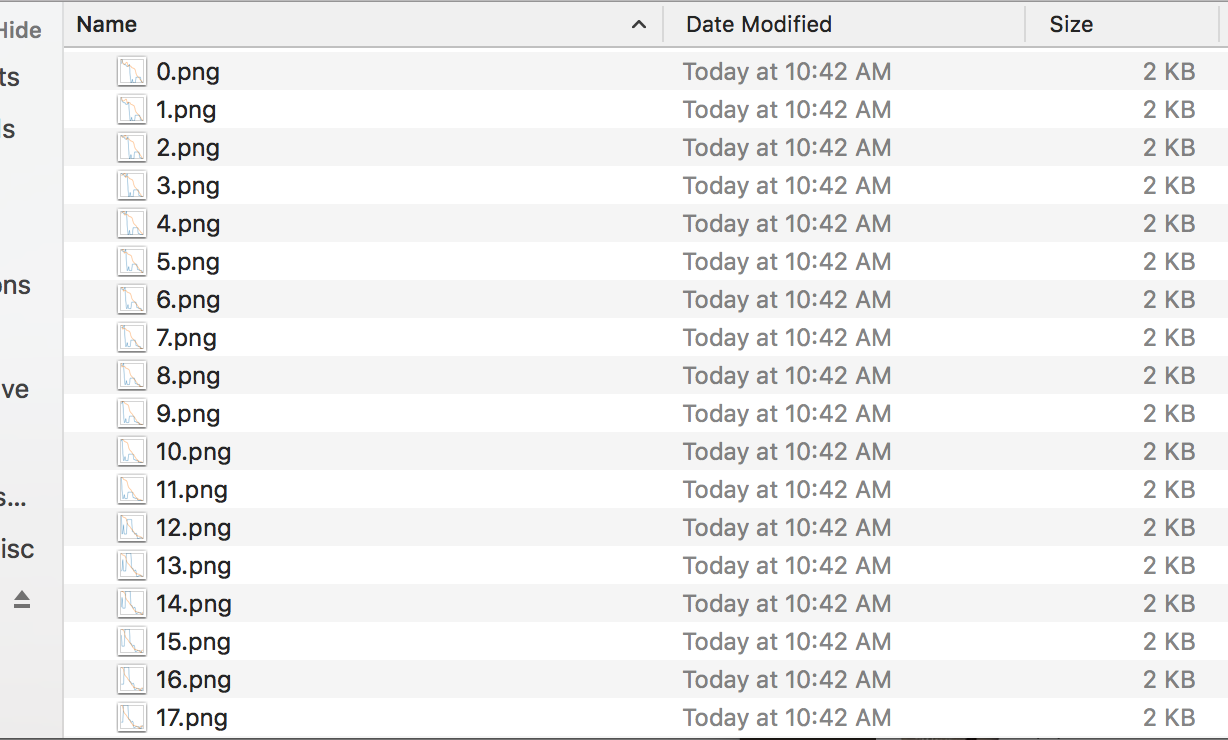 Hide
Name Date Modified Size
0.png Today at 10:42 AM 2 KB
ts
1.png Today at 10:42 AM 2 KB
ls
2.png Today at 10:42 AM 2 KB
3.png Today at 10:42 AM 2 KB
4.png Today at 10:42 AM 2 KB
5.png Today at 10:42 AM 2 KB
ons
6.png Today at 10:42 AM 2 KB
7.png Today at 10:42 AM 2 KB
8.png Today at 10:42 AM 2 KB
ve
9.png Today at 10:42 AM 2 KB
10.png Today at 10:42 AM 2 KB
11.png Today at 10:42 AM 2 KB
s...
12.png Today at 10:42 AM 2 KB
isc
13.png Today at 10:42 AM 2 KB
14.png Today at 10:42 AM 2 KB
15.png Today at 10:42 AM 2 KB
16.png Today at 10:42 AM 2 KB
17.png Today at 10:42 AM 2 KB